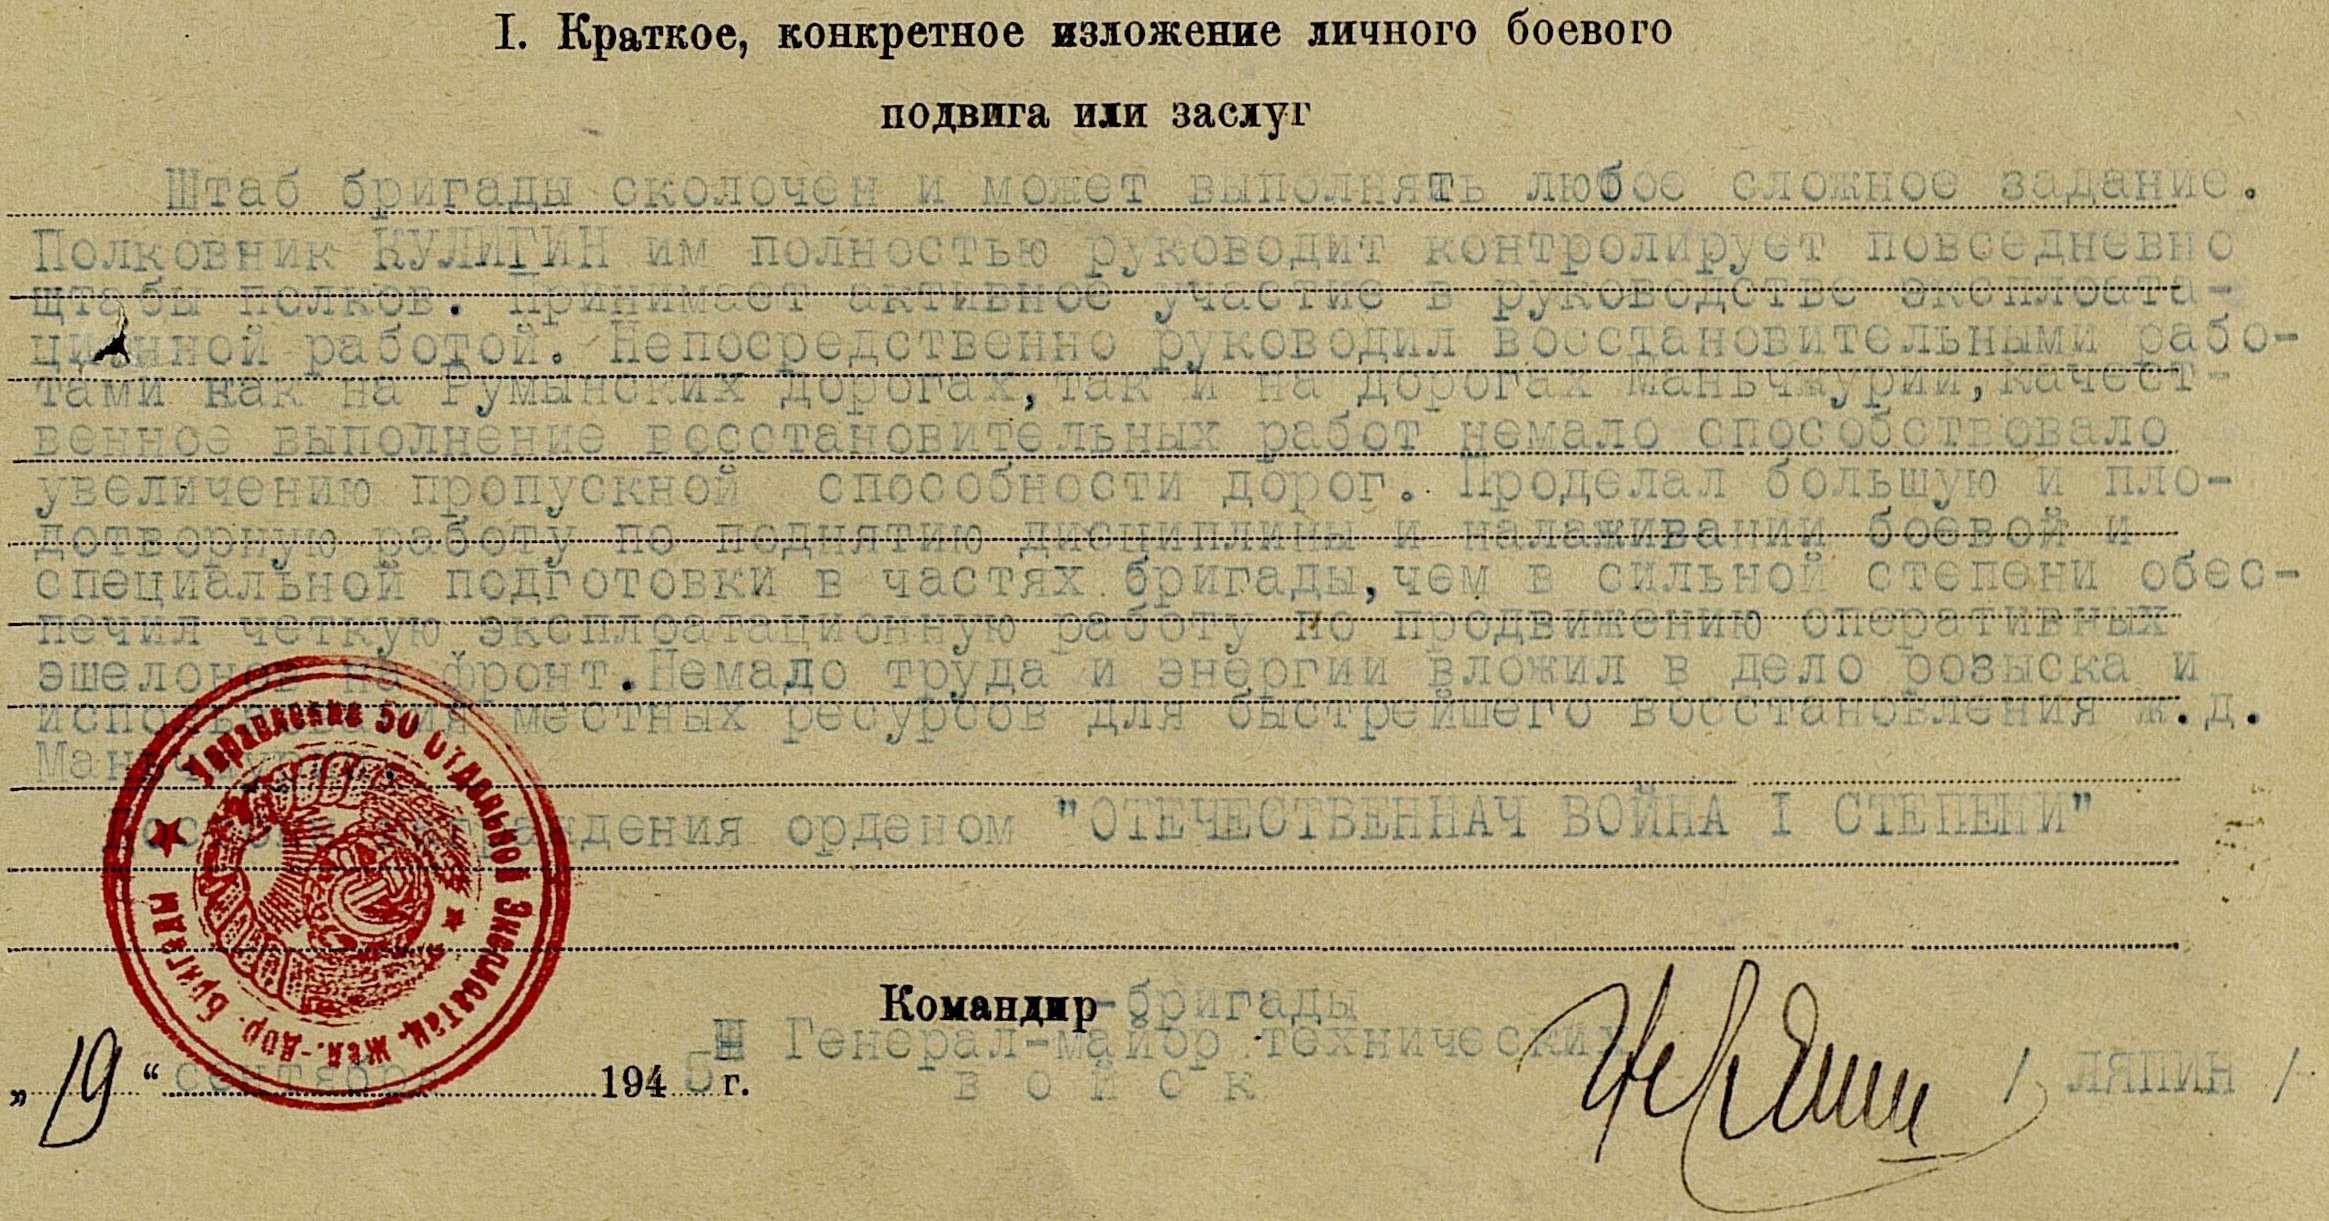 I. Краткое, конкретное изложение личного боевого
подвига или заслуг
Штаб бригады сколочен и может выполнять любое сложное задание.
Полковник КУЛИГИН им полностью руководит контролирует повседневно
штабы полков. Принимает активное участие в руководстве эксплоата-
ционной работой. Непосредственно руководил восстановительными рабо-
тами как на Румынских дорогах, так и на дорогах Маньчжурии, качест-
венное выполнение восстановительных работ немало способствовало
увеличению пропускной способности дорог. Проделал большую и пло-
дотворную работу по поднятию дисциплины и налаживании боевой и
специальной подготовки в частях бригады, чем в сильной степени обес-
печил четкую эксплоатационную работу по продвижению оперативных
эшелонов на фронт. Немало труда и энергии вложил в дело розыска и
использования местных ресурсов для быстрейшего восстановления ж.д.
Маньчжурии.
Достоин награждения орденом "ОТЕЧЕСТВЕННАЧ ВОЙНА I СТЕПЕНИ"
Управление 50 отдельной Эксплоатац. Жел.-Дор. Бригады
Командир -бригады
Генерал-майор технических
войск / ЛЯПИН /
„19“ сентября 1945 г.